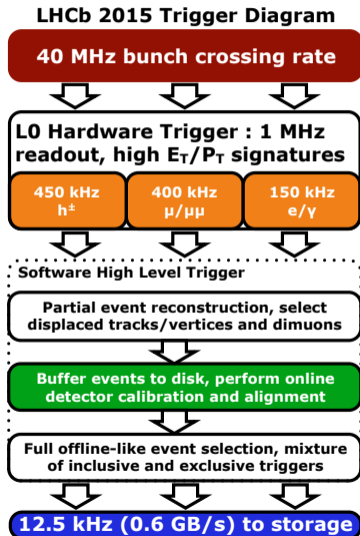 LHCb 2015 Trigger Diagram
40 MHz bunch crossing rate
L0 Hardware Trigger : 1 MHz
readout, high E_T/P_T signatures
450 kHz
h±
400 kHz
μ/μμ
150 kHz
e/γ
Software High Level Trigger
Partial event reconstruction, select
displaced tracks/vertices and dimuons
Buffer events to disk, perform online
detector calibration and alignment
Full offline-like event selection, mixture
of inclusive and exclusive triggers
12.5 kHz (0.6 GB/s) to storage